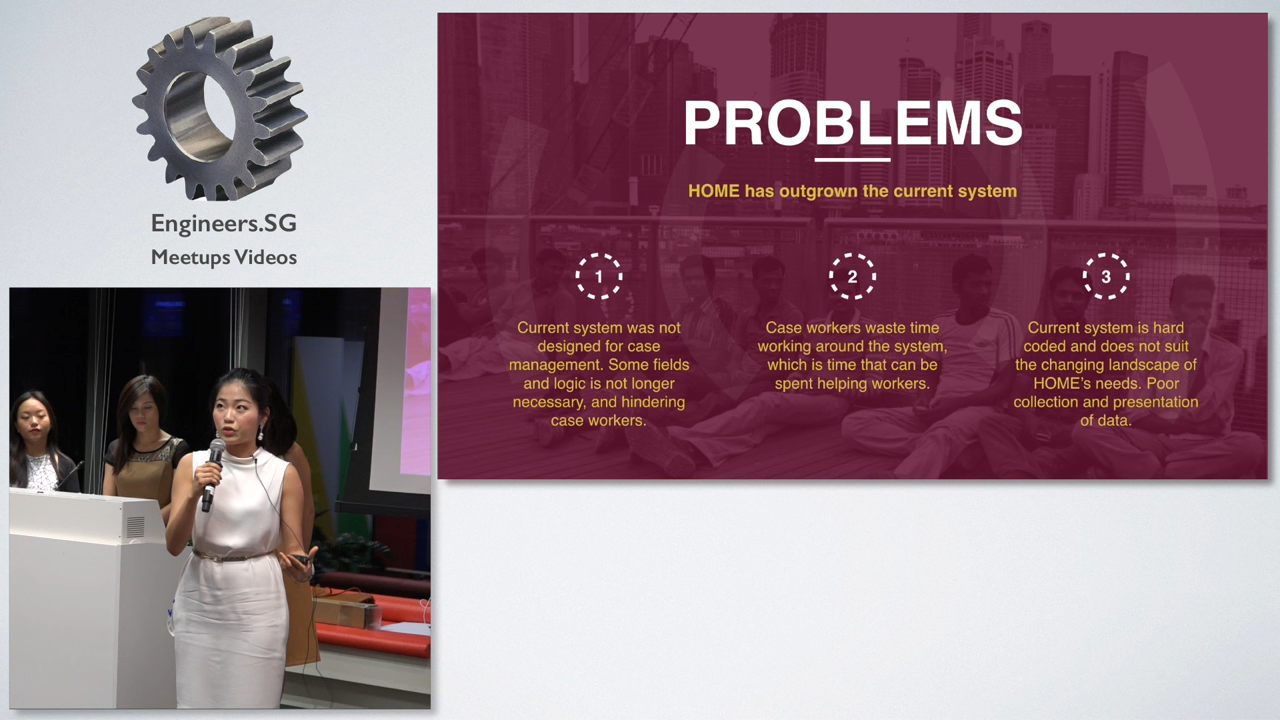 Engineers.SG
Meetups Videos
PROBLEMS
HOME has outgrown the current system
1
Current system was not
designed for case
management. Some fields
and logic is not longer
necessary, and hindering
case workers.
2
Case workers waste time
working around the system,
which is time that can be
spent helping workers.
3
Current system is hard
coded and does not suit
the changing landscape of
HOME's needs. Poor
collection and presentation
of data.